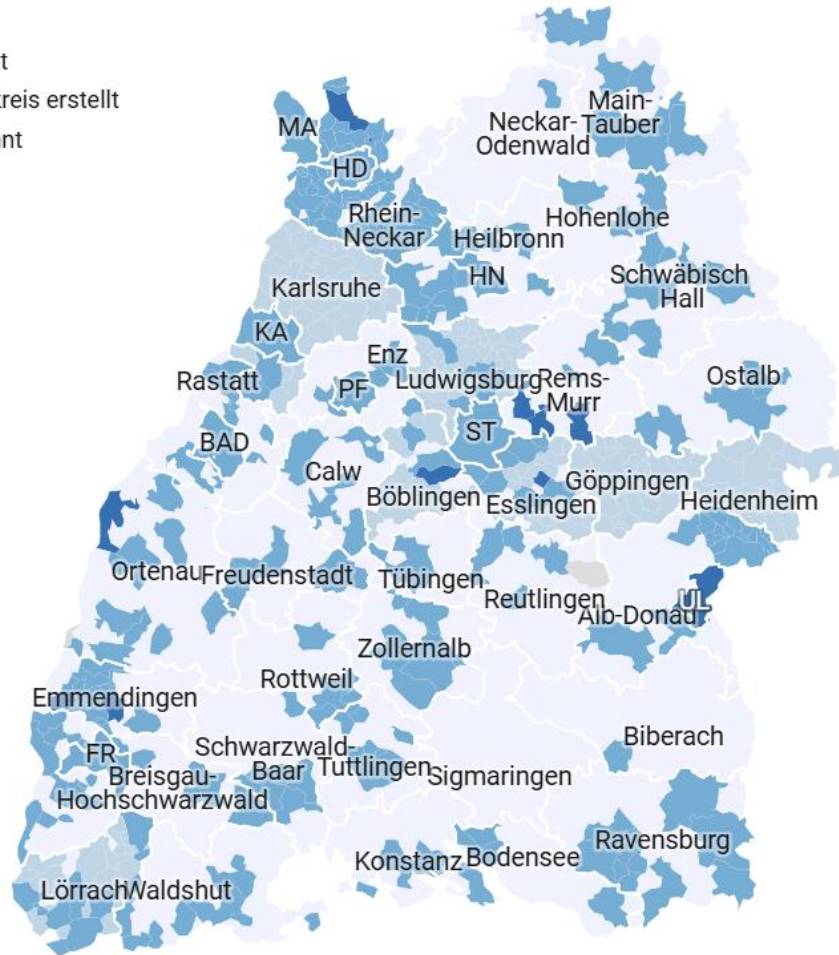 t
reis erstellt
nt
MA
Main-
Neckar-
Tauber
Odenwald
HD
Rhein-
Neckar
Hohenlohe
Heilbronn
HN
Schwäbisch
Hall
Karlsruhe
KA
Enz
Rastatt
PF
Ludwigsburg
Rems-
Murr
Ostalb
ST
BAD
Calw
Böblingen
Esslingen
Göppingen
Heidenheim
Ortenau
Freudenstadt
Tübingen
Reutlingen
UL
Alb-Donau
Zollernalb
Rottweil
Emmendingen
FR
Breisgau-
Hochschwarzwald
Schwarzwald-
Baar
Tuttlingen
Sigmaringen
Biberach
Ravensburg
Konstanz
Bodensee
Lörrach
Waldshut